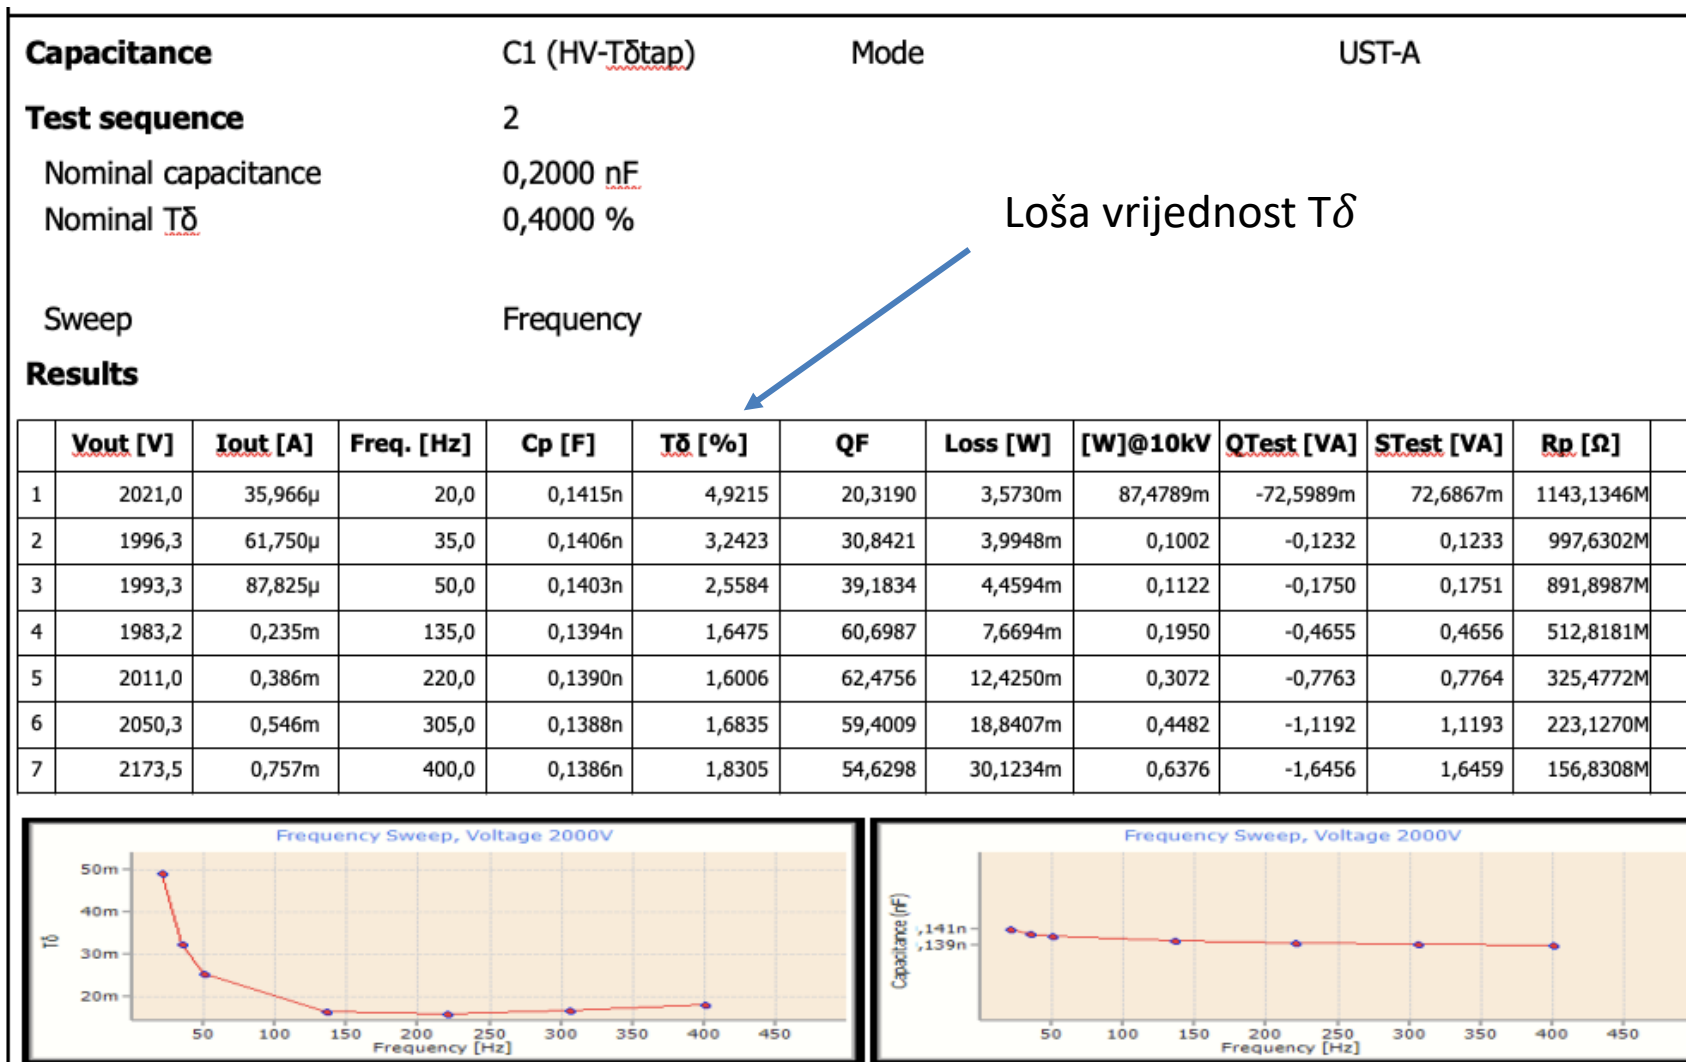 Capacitance C1 (HV-Tδtap) Mode UST-A
Test sequence 2
Nominal capacitance 0,2000 nF
Nominal Tδ 0,4000 %
Loša vrijednost Tδ
Sweep Frequency
Results
Vout [V] Iout [A] Freq. [Hz] Cp [F] Tδ [%] QF Loss [W] [W]@10kV QTest [VA] STest [VA] Rp [Ω]
1 2021,0 35,966µ 20,0 0,1415n 4,9215 20,3190 3,5730m 87,4789m -72,5989m 72,6867m 1143,1346M
2 1996,3 61,750µ 35,0 0,1406n 3,2423 30,8421 3,9948m 0,1002 -0,1232 0,1233 997,6302M
3 1993,3 87,825µ 50,0 0,1403n 2,5584 39,1834 4,4594m 0,1122 -0,1750 0,1751 891,8987M
4 1983,2 0,235m 135,0 0,1394n 1,6475 60,6987 7,6694m 0,1950 -0,4655 0,4656 512,8181M
5 2011,0 0,386m 220,0 0,1390n 1,6006 62,4756 12,4250m 0,3072 -0,7763 0,7764 325,4772M
6 2050,3 0,546m 305,0 0,1388n 1,6835 59,4009 18,8407m 0,4482 -1,1192 1,1193 223,1270M
7 2173,5 0,757m 400,0 0,1386n 1,8305 54,6298 30,1234m 0,6376 -1,6456 1,6459 156,8308M
Frequency Sweep, Voltage 2000V
50m
40m
30m
20m
Tδ
50 100 150 200 250 300 350 400 450
Frequency [Hz]
Frequency Sweep, Voltage 2000V
Capacitance (nF)
,141n
,139n
50 100 150 200 250 300 350 400 450
Frequency [Hz]